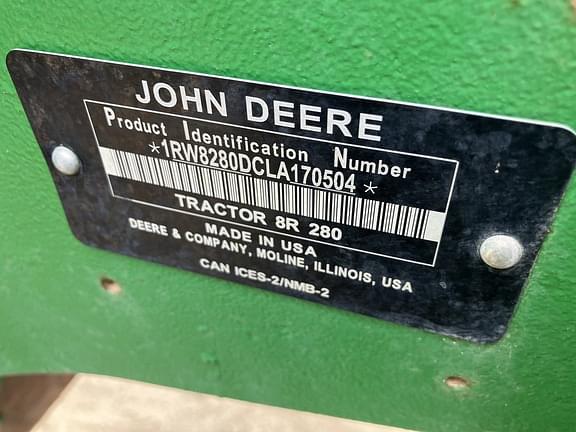 JOHN DEERE
Product Identification Number
*1RW8280DCLA170504*
TRACTOR 8R 280
MADE IN USA
DEERE & COMPANY, MOLINE, ILLINOIS, USA
CAN ICES-2/NMB-2